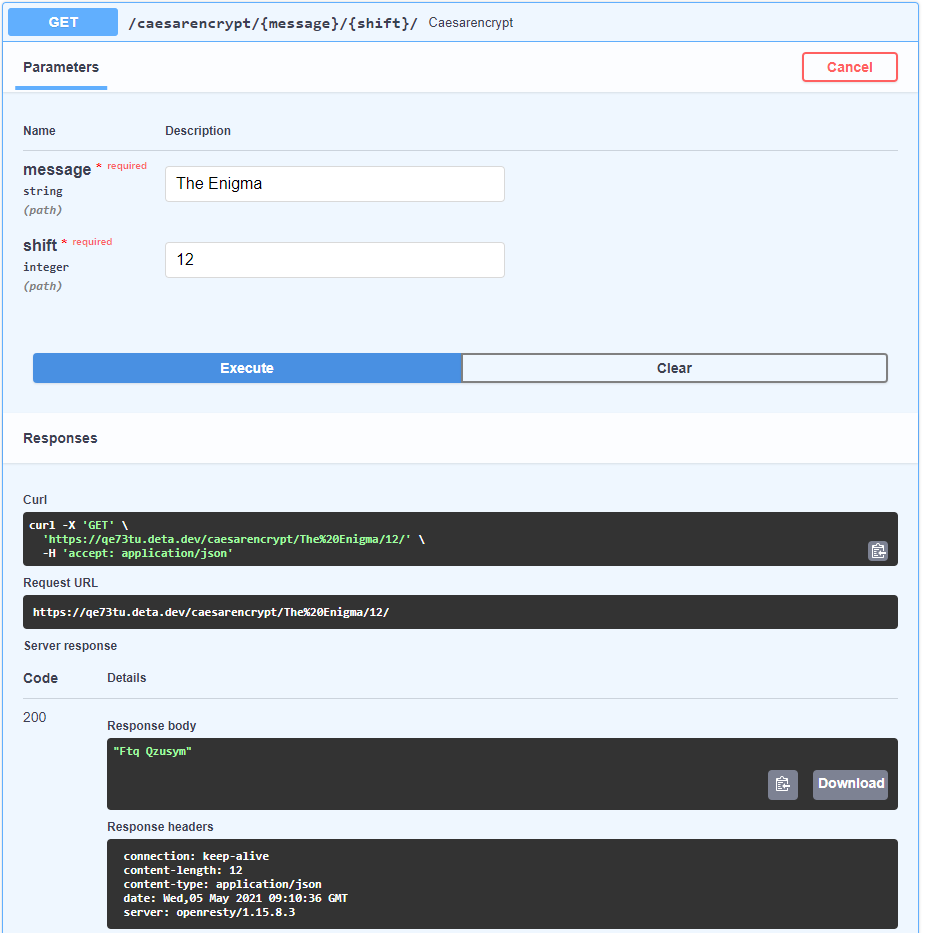 GET /caesarencrypt/{message}/{shift}/ Caesarencrypt
Parameters Cancel
Name Description
message * required
string
(path)
The Enigma
shift * required
integer
(path)
12
Execute Clear
Responses
Curl
curl -X 'GET' \
'https://qe73tu.deta.dev/caesarencrypt/The%20Enigma/12/' \
-H 'accept: application/json'
Request URL
https://qe73tu.deta.dev/caesarencrypt/The%20Enigma/12/
Server response
Code Details
200
Response body
"Ftq Qzusym"
Download
Response headers
connection: keep-alive
content-length: 12
content-type: application/json
date: Wed,05 May 2021 09:10:36 GMT
server: openresty/1.15.8.3